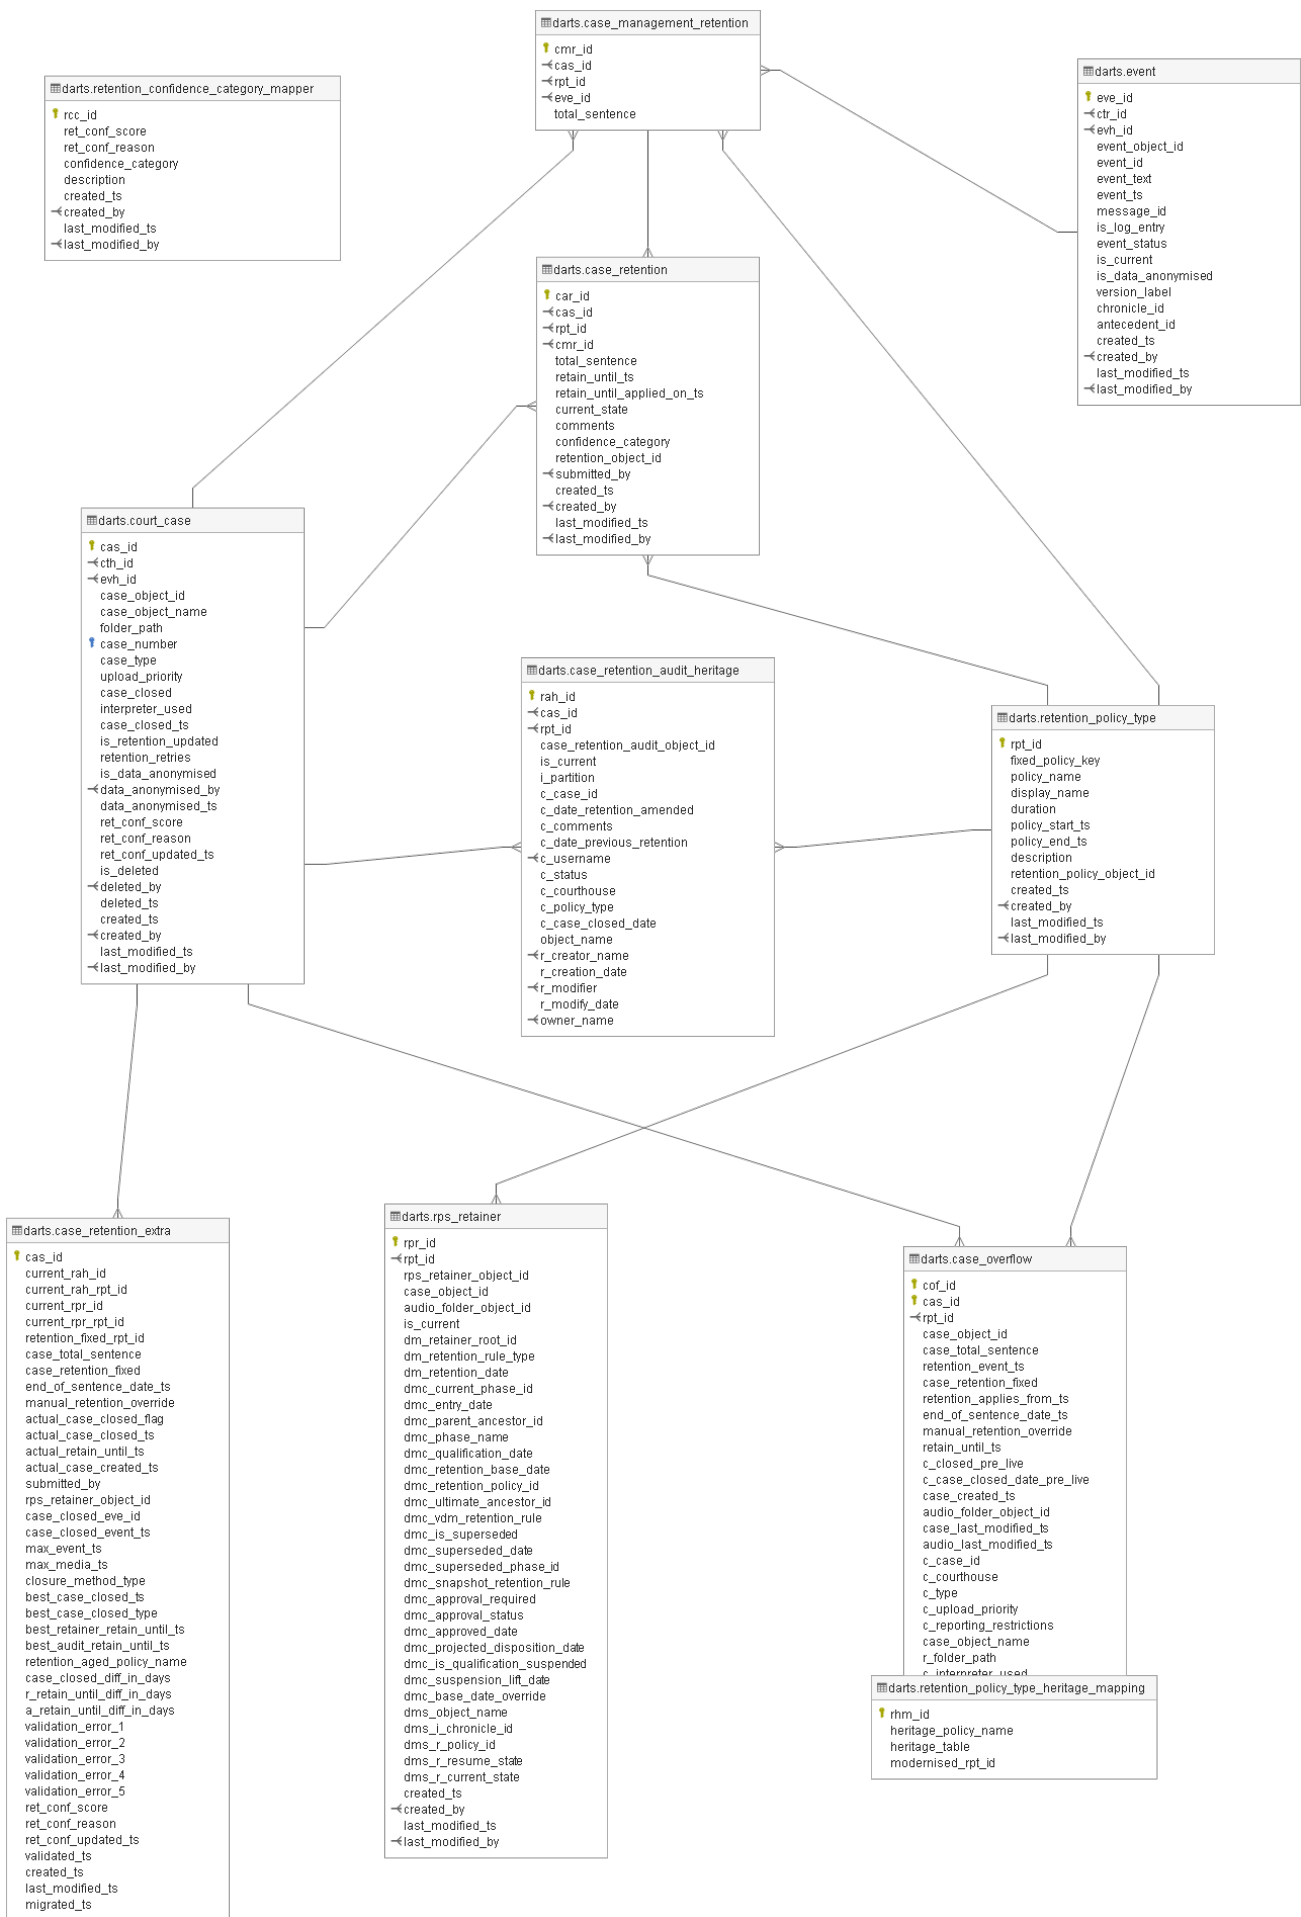 darts.case_management_retention
cmr_id
cas_id
rpt_id
eve_id
total_sentence
darts.retention_confidence_category_mapper
rcc_id
ret_conf_score
ret_conf_reason
confidence_category
description
created_ts
created_by
last_modified_ts
last_modified_by
darts.event
eve_id
ctr_id
evh_id
event_object_id
event_id
event_text
event_ts
message_id
is_log_entry
event_status
is_current
is_data_anonymised
version_label
chronicle_id
antecedent_id
created_ts
created_by
last_modified_ts
last_modified_by
darts.case_retention
car_id
cas_id
rpt_id
cmr_id
total_sentence
retain_until_ts
retain_until_applied_on_ts
current_state
comments
confidence_category
retention_object_id
submitted_by
created_ts
created_by
last_modified_ts
last_modified_by
darts.court_case
cas_id
cth_id
evh_id
case_object_id
case_object_name
folder_path
case_number
case_type
upload_priority
case_closed
interpreter_used
case_closed_ts
is_retention_updated
retention_retries
is_data_anonymised
data_anonymised_by
data_anonymised_ts
ret_conf_score
ret_conf_reason
ret_conf_updated_ts
is_deleted
deleted_by
deleted_ts
created_ts
created_by
last_modified_ts
last_modified_by
darts.case_retention_audit_heritage
rah_id
cas_id
rpt_id
case_retention_audit_object_id
is_current
i_partition
c_case_id
c_date_retention_amended
c_comments
c_date_previous_retention
c_username
c_status
c_courthouse
c_policy_type
c_case_closed_date
object_name
r_creator_name
r_creation_date
r_modifier
r_modify_date
owner_name
darts.retention_policy_type
rpt_id
fixed_policy_key
policy_name
display_name
duration
policy_start_ts
policy_end_ts
description
retention_policy_object_id
created_ts
created_by
last_modified_ts
last_modified_by
darts.case_retention_extra
cas_id
current_rah_id
current_rah_rpt_id
current_rpr_id
current_rpr_rpt_id
retention_fixed_rpt_id
case_total_sentence
case_retention_fixed
end_of_sentence_date_ts
manual_retention_override
actual_case_closed_flag
actual_case_closed_ts
actual_retain_until_ts
actual_case_created_ts
submitted_by
rps_retainer_object_id
case_closed_eve_id
case_closed_event_ts
max_event_ts
max_media_ts
closure_method_type
best_case_closed_ts
best_case_closed_type
best_retainer_retain_until_ts
best_audit_retain_until_ts
retention_aged_policy_name
case_closed_diff_in_days
r_retain_until_diff_in_days
a_retain_until_diff_in_days
validation_error_1
validation_error_2
validation_error_3
validation_error_4
validation_error_5
ret_conf_score
ret_conf_reason
ret_conf_updated_ts
validated_ts
created_ts
last_modified_ts
migrated_ts
darts.rps_retainer
rpr_id
rpt_id
rps_retainer_object_id
case_object_id
audio_folder_object_id
is_current
dm_retainer_root_id
dm_retention_rule_type
dm_retention_date
dmc_current_phase_id
dmc_entry_date
dmc_parent_ancestor_id
dmc_phase_name
dmc_qualification_date
dmc_retention_base_date
dmc_retention_policy_id
dmc_ultimate_ancestor_id
dmc_vdm_retention_rule
dmc_is_superseded
dmc_superseded_date
dmc_superseded_phase_id
dmc_snapshot_retention_rule
dmc_approval_required
dmc_approval_status
dmc_approved_date
dmc_projected_disposition_date
dmc_is_qualification_suspended
dmc_suspension_lift_date
dmc_base_date_override
dms_object_name
dms_i_chronicle_id
dms_r_policy_id
dms_r_resume_state
dms_r_current_state
created_ts
created_by
last_modified_ts
last_modified_by
darts.case_overflow
cof_id
cas_id
rpt_id
case_object_id
case_total_sentence
retention_event_ts
case_retention_fixed
retention_applies_from_ts
end_of_sentence_date_ts
manual_retention_override
retain_until_ts
c_closed_pre_live
c_case_closed_date_pre_live
case_created_ts
audio_folder_object_id
case_last_modified_ts
audio_last_modified_ts
c_case_id
c_courthouse
c_type
c_upload_priority
c_reporting_restrictions
case_object_name
r_folder_path
c_interpreter_used
darts.retention_policy_type_heritage_mapping
rhm_id
heritage_policy_name
heritage_table
modernised_rpt_id